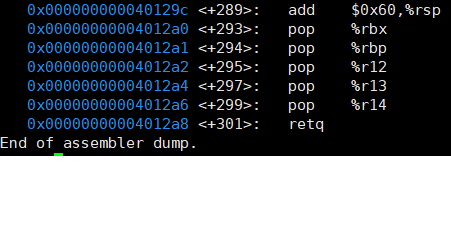 0x000000000040129c <+289>: add $0x60,%rsp
0x00000000004012a0 <+293>: pop %rbx
0x00000000004012a1 <+294>: pop %rbp
0x00000000004012a2 <+295>: pop %r12
0x00000000004012a4 <+297>: pop %r13
0x00000000004012a6 <+299>: pop %r14
0x00000000004012a8 <+301>: retq
End of assembler dump.